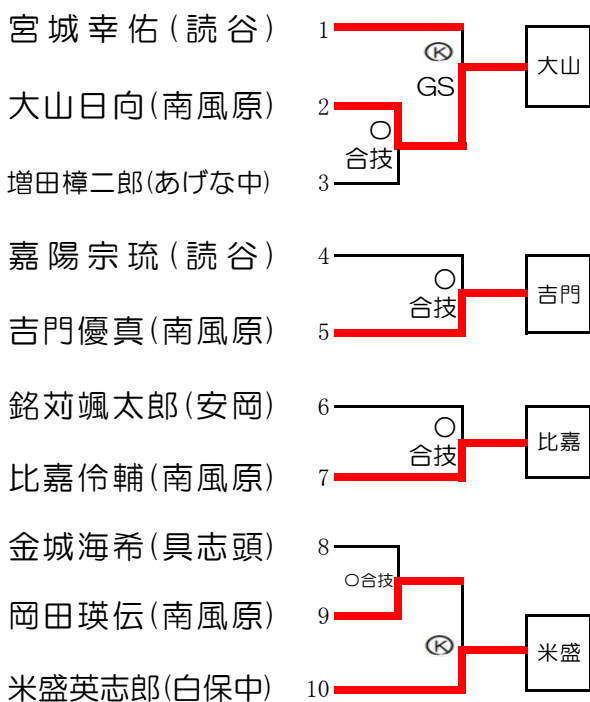 宮城幸佑(読谷) 1
Ⓚ
GS
大山
大山日向(南風原) 2
〇
合技
増田樟二郎(あげな中) 3
嘉陽宗琉(読谷) 4
〇
合技
吉門
吉門優真(南風原) 5
銘苅颯太郎(安岡) 6
〇
合技
比嘉
比嘉伶輔(南風原) 7
金城海希(具志頭) 8
〇合技
岡田瑛伝(南風原) 9
Ⓚ
米盛
米盛英志郎(白保中) 10